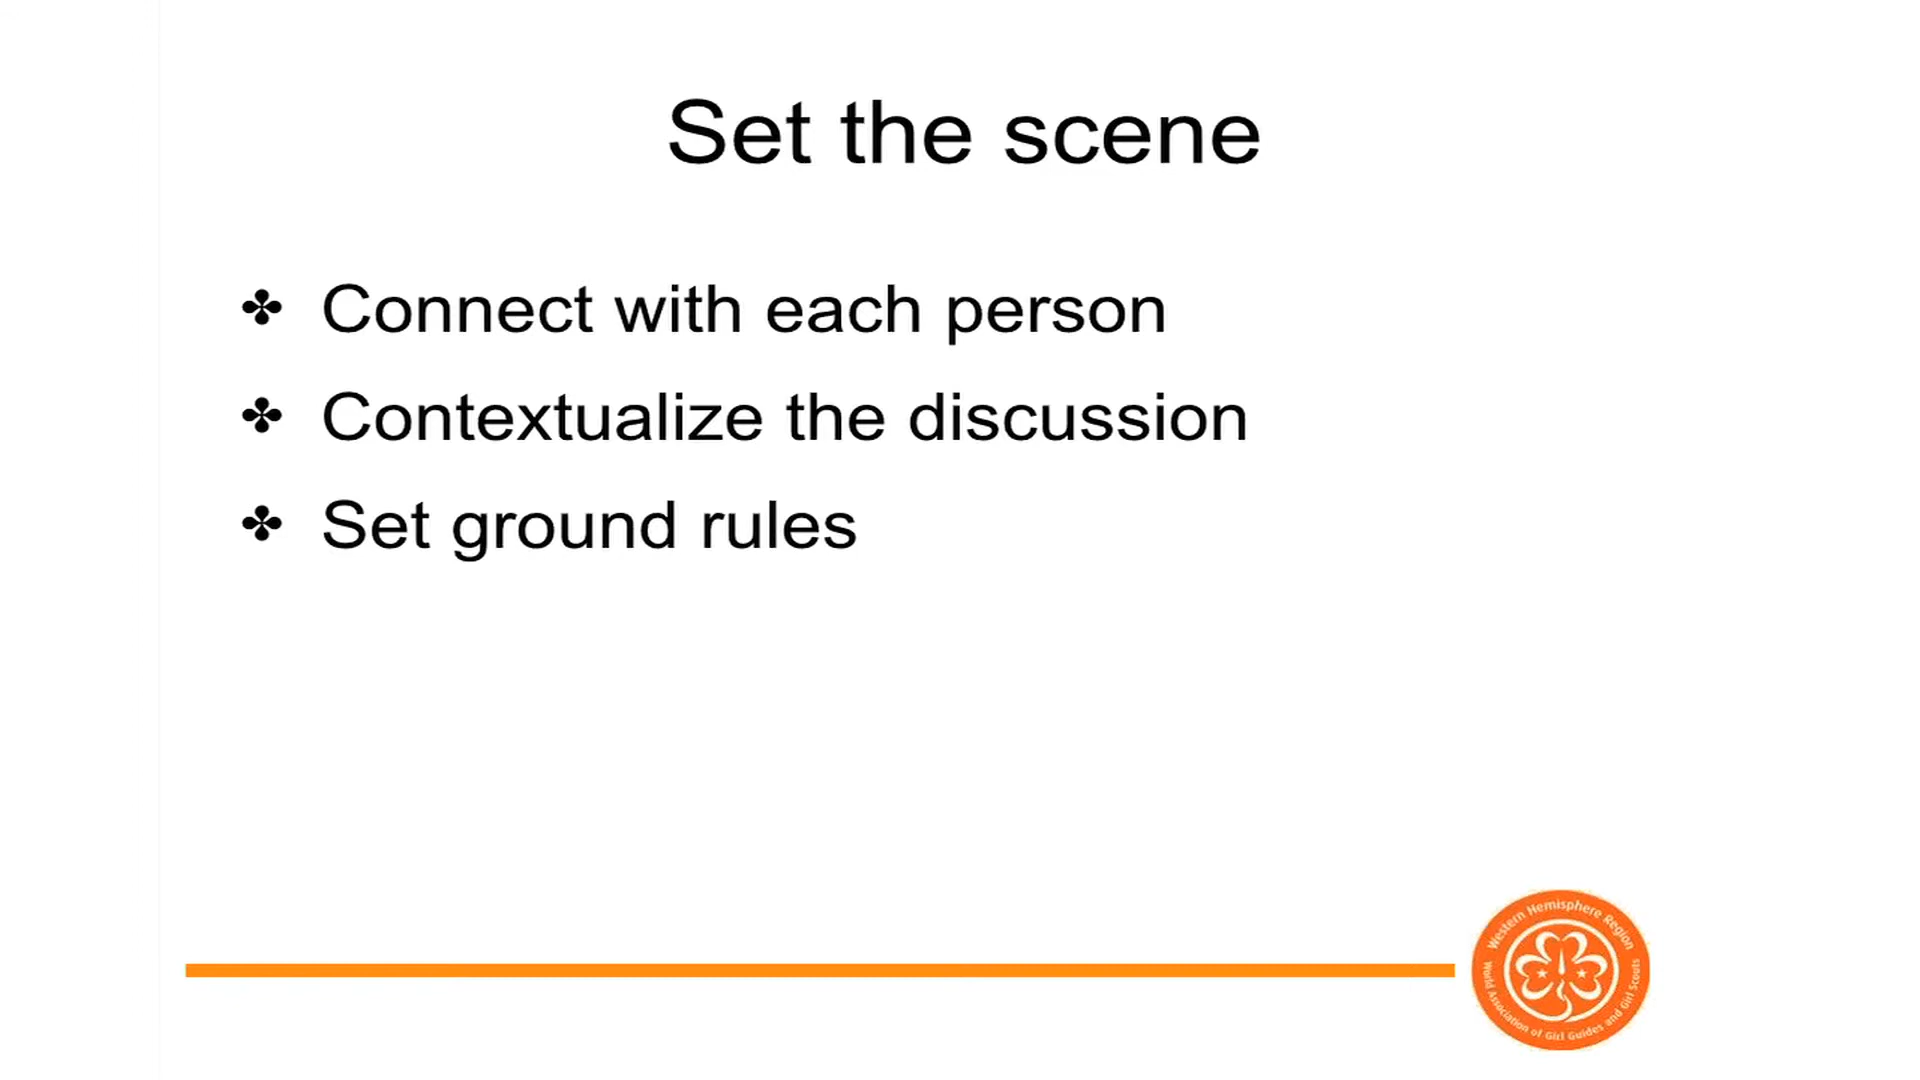 Set the scene
✤ Connect with each person
✤ Contextualize the discussion
✤ Set ground rules
Western Hemisphere Region
World Association of Girl Guides and Girl Scouts